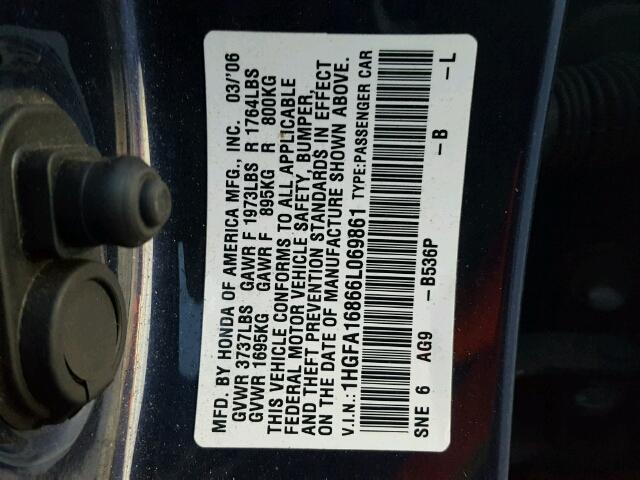 MFD. BY HONDA OF AMERICA MFG., INC. 03/'06
GVWR 3737LBS GAWR F 1973LBS R 1764LBS
GVWR 1695KG GAWR F 895KG R 800KG
THIS VEHICLE CONFORMS TO ALL APPLICABLE
FEDERAL MOTOR VEHICLE SAFETY, BUMPER,
AND THEFT PREVENTION STANDARDS IN EFFECT
ON THE DATE OF MANUFACTURE SHOWN ABOVE.
V.I.N.: 1HGFA16866L069861 TYPE:PASSENGER CAR
SNE 6 AG9 -B536P -B -L